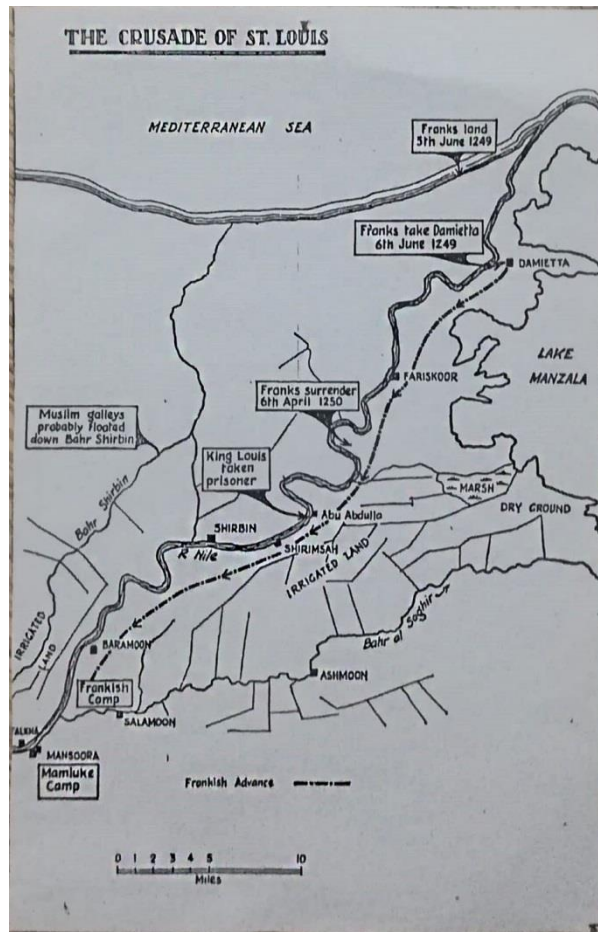 THE CRUSADE OF ST. LOUIS
MEDITERRANEAN SEA
Franks land
5th June 1249
Franks take Damietta
6th June 1249
DAMIETTA
LAKE
MANZALA
FARISKOOR
Franks surrender
6th April 1250
Muslim galleys
probably floated
down Bahr Shirbin
King Louis
taken
prisoner
MARSH
DRY GROUND
Abu Abdulla
Bahr Shirbin
SHIRBIN
R Nile
SHIRIMSAH
IRRIGATED LAND
Bahr al Saghir
IRRIGATED
LAND
BARAMOON
ASHMOON
Frankish
Camp
SALAMOON
TALKHA
MANSOORA
Mamluke
Camp
Frankish Advance
0 1 2 3 4 5 10
Miles